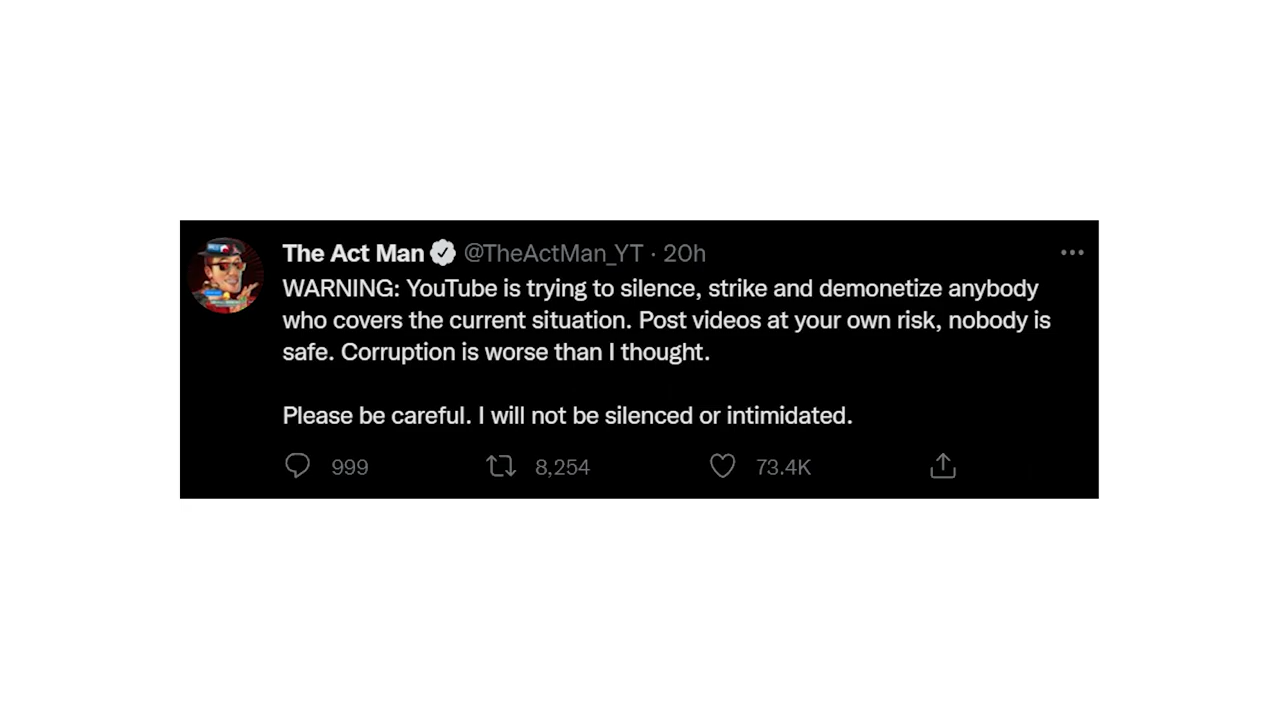 The Act Man @TheActMan_YT · 20h
WARNING: YouTube is trying to silence, strike and demonetize anybody
who covers the current situation. Post videos at your own risk, nobody is
safe. Corruption is worse than I thought.
Please be careful. I will not be silenced or intimidated.
999 8,254 73.4K